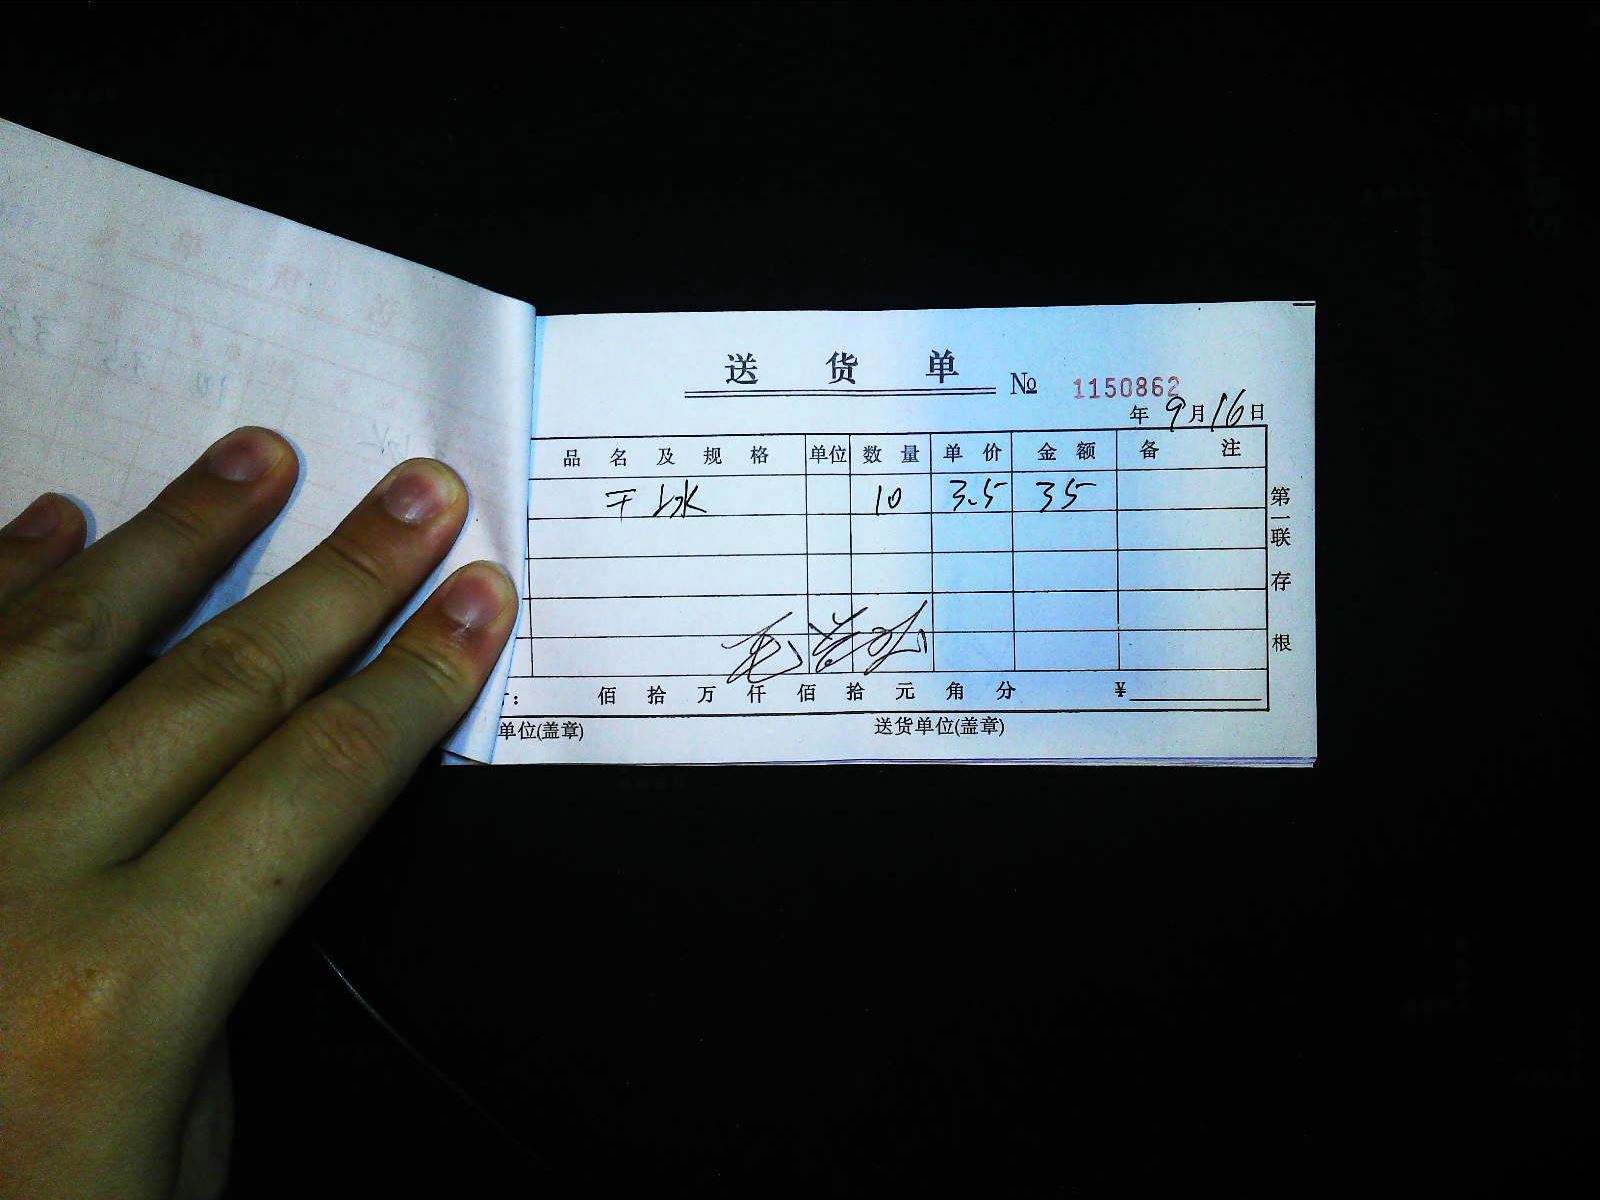 送 货 单 № 1150862
年 9 月 16 日
品 名 及 规 格 单位 数 量 单 价 金 额 备 注
干冰 10 3.5 35
第一联存根
: 佰 拾 万 仟 佰 拾 元 角 分 ¥
单位(盖章) 送货单位(盖章)